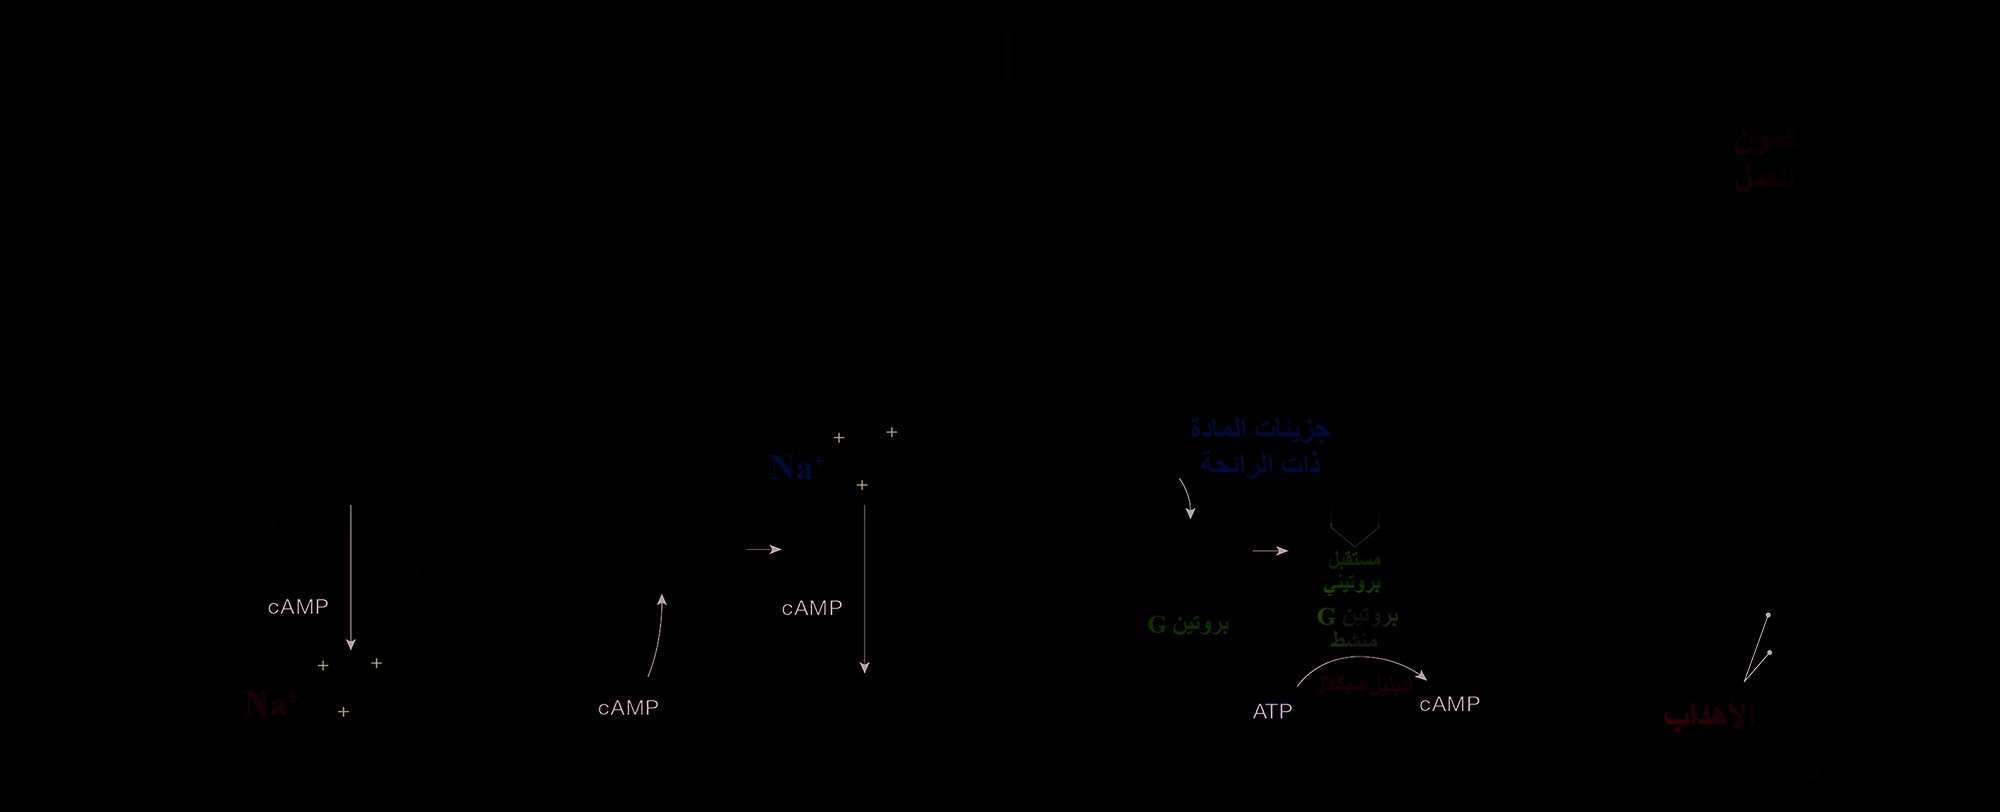 كمون
العمل
جزيئات المادة
ذات الرائحة
Na⁺
+
+
+
مستقبل
بروتيني
بروتين G
منشط
بروتين G
أدينيل سيكلاز
ATP
cAMP
cAMP
cAMP
cAMP
+
+
+
Na⁺
الأهداب